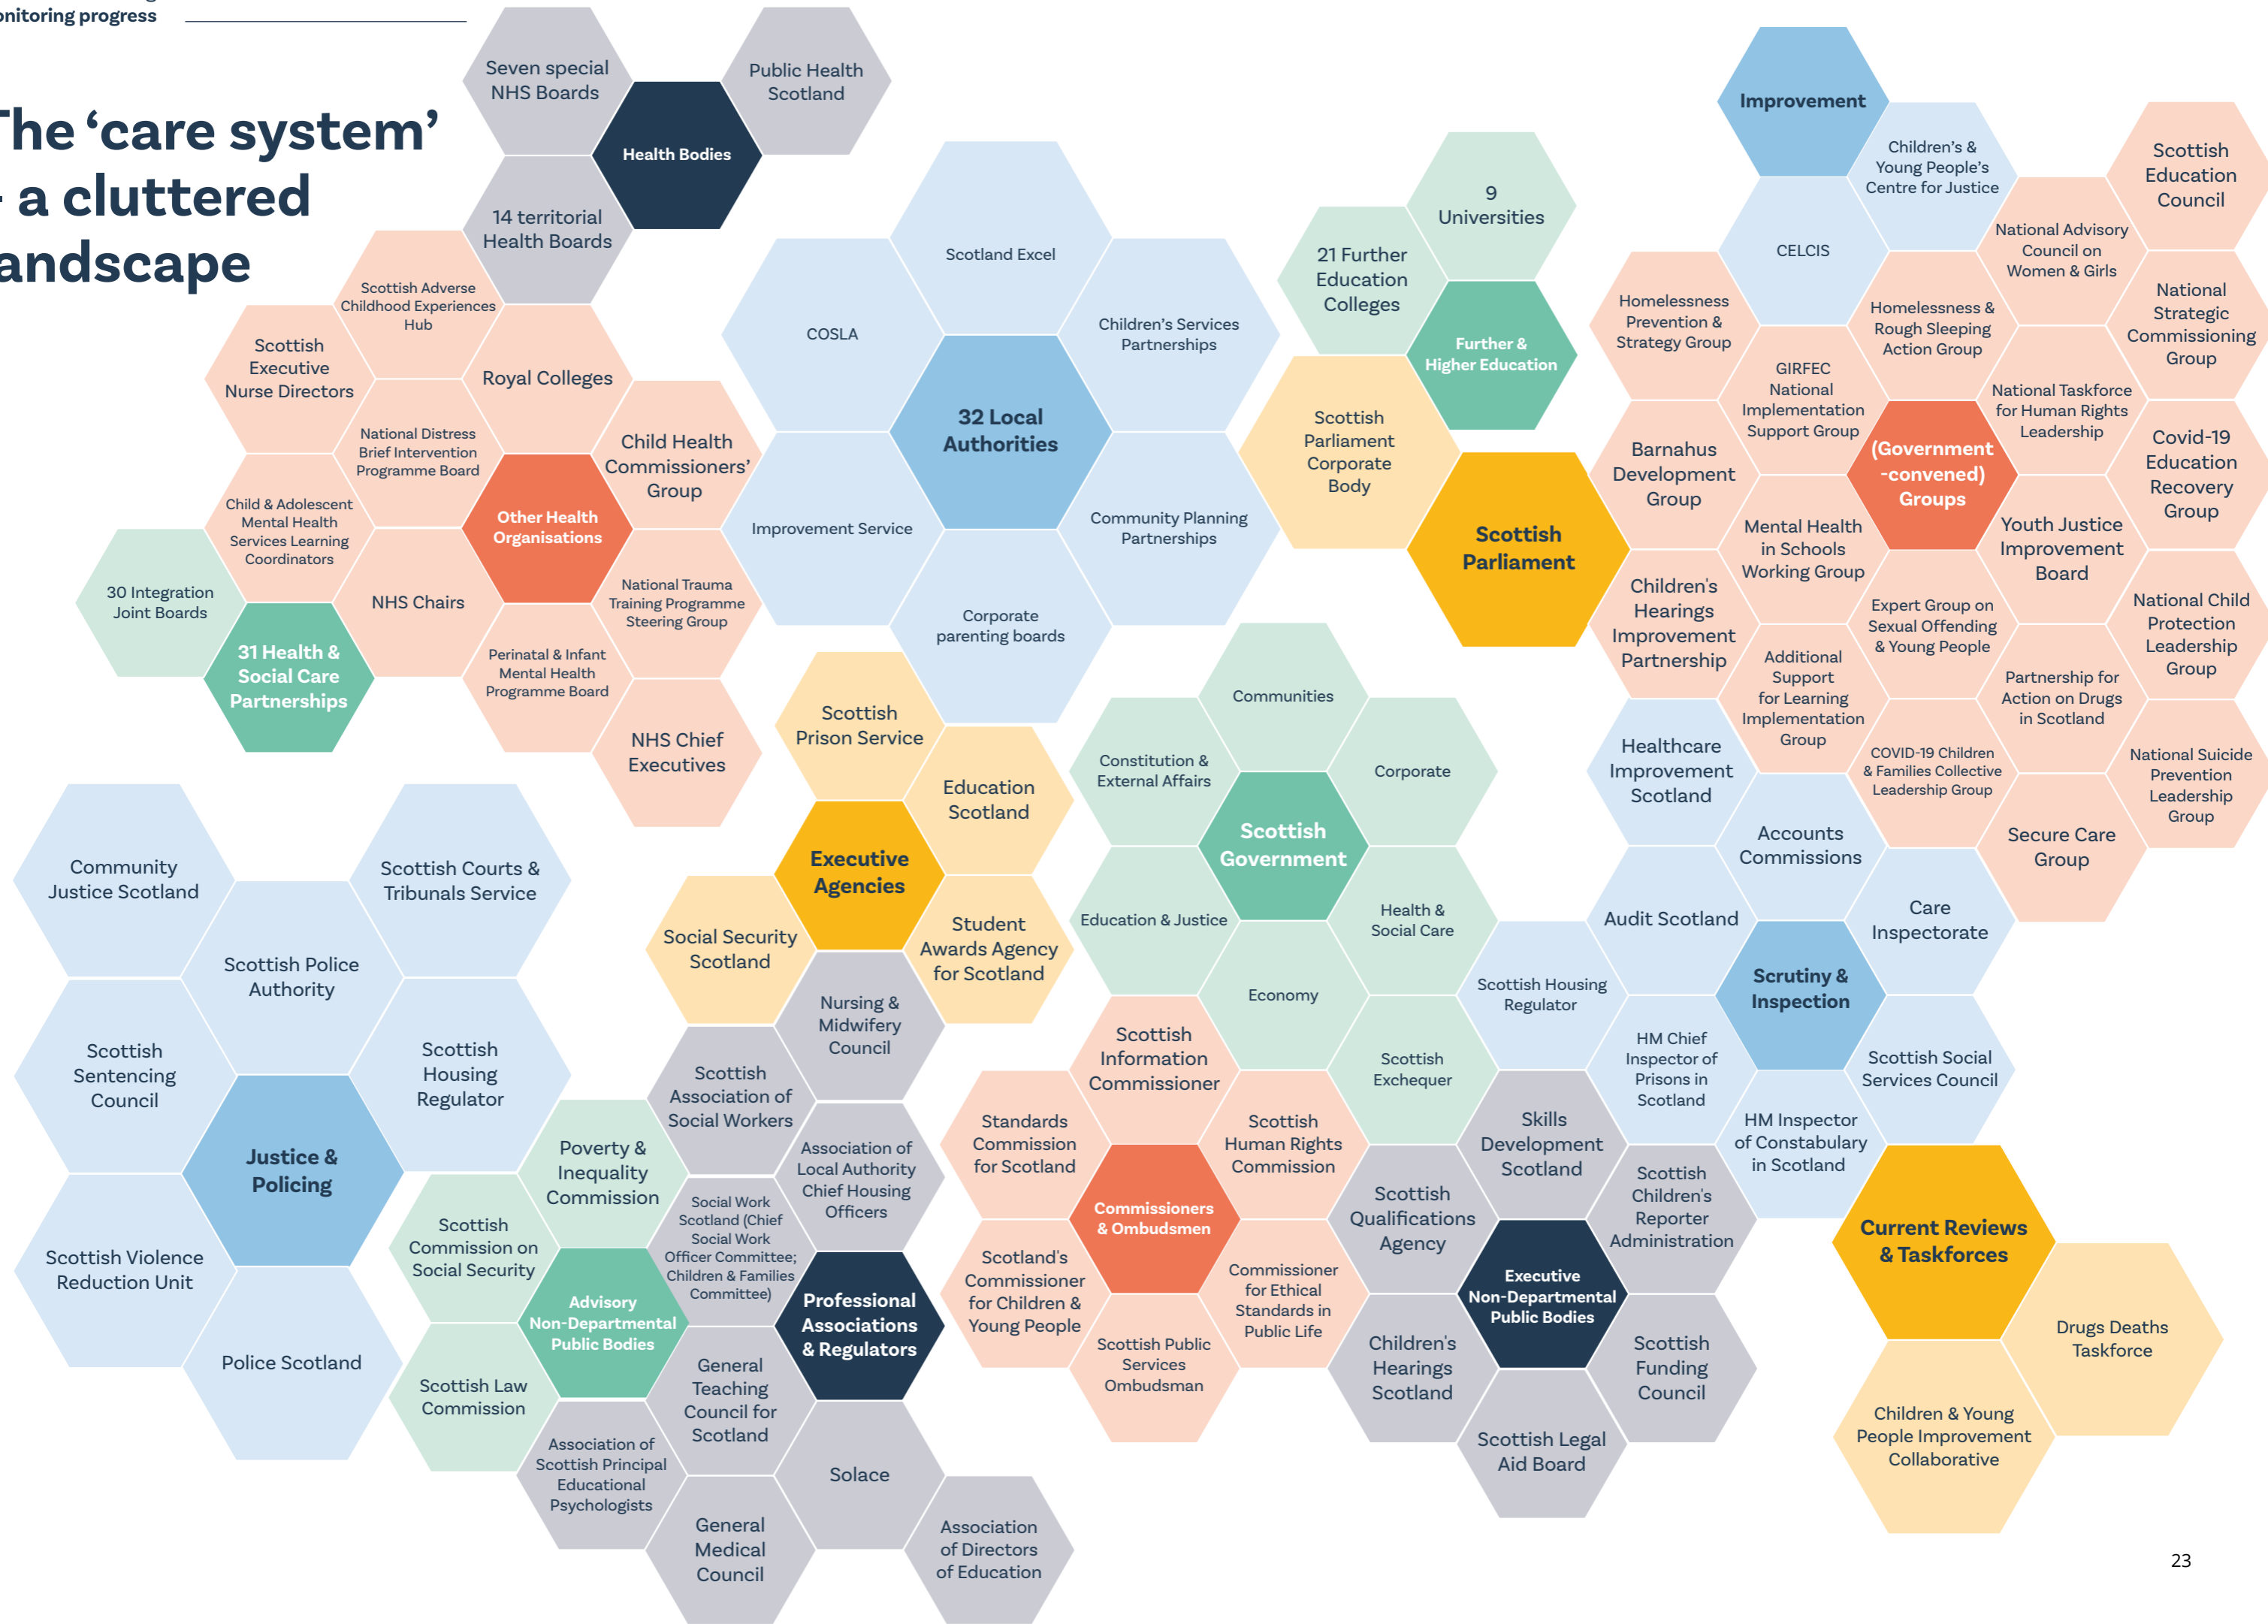 onitoring progress
The ‘care system’
- a cluttered
landscape
Seven special
NHS Boards
Public Health
Scotland
Health Bodies
14 territorial
Health Boards
Scottish Adverse
Childhood Experiences
Hub
Scottish
Executive
Nurse Directors
Royal Colleges
National Distress
Brief Intervention
Programme Board
Child Health
Commissioners’
Group
Child & Adolescent
Mental Health
Services Learning
Coordinators
Other Health
Organisations
30 Integration
Joint Boards
NHS Chairs
National Trauma
Training Programme
Steering Group
31 Health &
Social Care
Partnerships
Perinatal & Infant
Mental Health
Programme Board
NHS Chief
Executives
Scotland Excel
COSLA
Children’s Services
Partnerships
32 Local
Authorities
Improvement Service
Community Planning
Partnerships
Corporate
parenting boards
9
Universities
21 Further
Education
Colleges
Further &
Higher Education
Scottish
Parliament
Corporate
Body
Scottish
Parliament
Improvement
Children’s &
Young People’s
Centre for Justice
CELCIS
Scottish
Education
Council
National Advisory
Council on
Women & Girls
Homelessness
Prevention &
Strategy Group
Homelessness &
Rough Sleeping
Action Group
National
Strategic
Commissioning
Group
GIRFEC
National
Implementation
Support Group
National Taskforce
for Human Rights
Leadership
Barnahus
Development
Group
(Government
-convened)
Groups
Covid-19
Education
Recovery
Group
Mental Health
in Schools
Working Group
Youth Justice
Improvement
Board
Children's
Hearings
Improvement
Partnership
Expert Group on
Sexual Offending
& Young People
National Child
Protection
Leadership
Group
Additional
Support
for Learning
Implementation
Group
Partnership for
Action on Drugs
in Scotland
COVID-19 Children
& Families Collective
Leadership Group
National Suicide
Prevention
Leadership
Group
Secure Care
Group
Scottish
Prison Service
Education
Scotland
Executive
Agencies
Social Security
Scotland
Student
Awards Agency
for Scotland
Communities
Constitution &
External Affairs
Corporate
Scottish
Government
Education & Justice
Health &
Social Care
Economy
Scottish
Exchequer
Healthcare
Improvement
Scotland
Accounts
Commissions
Audit Scotland
Care
Inspectorate
Scottish Housing
Regulator
Scrutiny &
Inspection
HM Chief
Inspector of
Prisons in
Scotland
Scottish Social
Services Council
HM Inspector
of Constabulary
in Scotland
Community
Justice Scotland
Scottish Courts &
Tribunals Service
Scottish Police
Authority
Scottish
Sentencing
Council
Scottish
Housing
Regulator
Justice &
Policing
Scottish Violence
Reduction Unit
Police Scotland
Poverty &
Inequality
Commission
Scottish
Commission on
Social Security
Advisory
Non-Departmental
Public Bodies
Scottish Law
Commission
Nursing &
Midwifery
Council
Scottish
Association of
Social Workers
Association of
Local Authority
Chief Housing
Officers
Social Work
Scotland (Chief
Social Work
Officer Committee;
Children & Families
Committee)
Professional
Associations
& Regulators
General
Teaching
Council for
Scotland
Association of
Scottish Principal
Educational
Psychologists
Solace
General
Medical
Council
Association
of Directors
of Education
Scottish
Information
Commissioner
Standards
Commission
for Scotland
Scottish
Human Rights
Commission
Commissioners
& Ombudsmen
Scotland's
Commissioner
for Children &
Young People
Commissioner
for Ethical
Standards in
Public Life
Scottish Public
Services
Ombudsman
Skills
Development
Scotland
Scottish
Qualifications
Agency
Scottish
Children's
Reporter
Administration
Executive
Non-Departmental
Public Bodies
Children's
Hearings
Scotland
Scottish
Funding
Council
Scottish Legal
Aid Board
Current Reviews
& Taskforces
Drugs Deaths
Taskforce
Children & Young
People Improvement
Collaborative
23